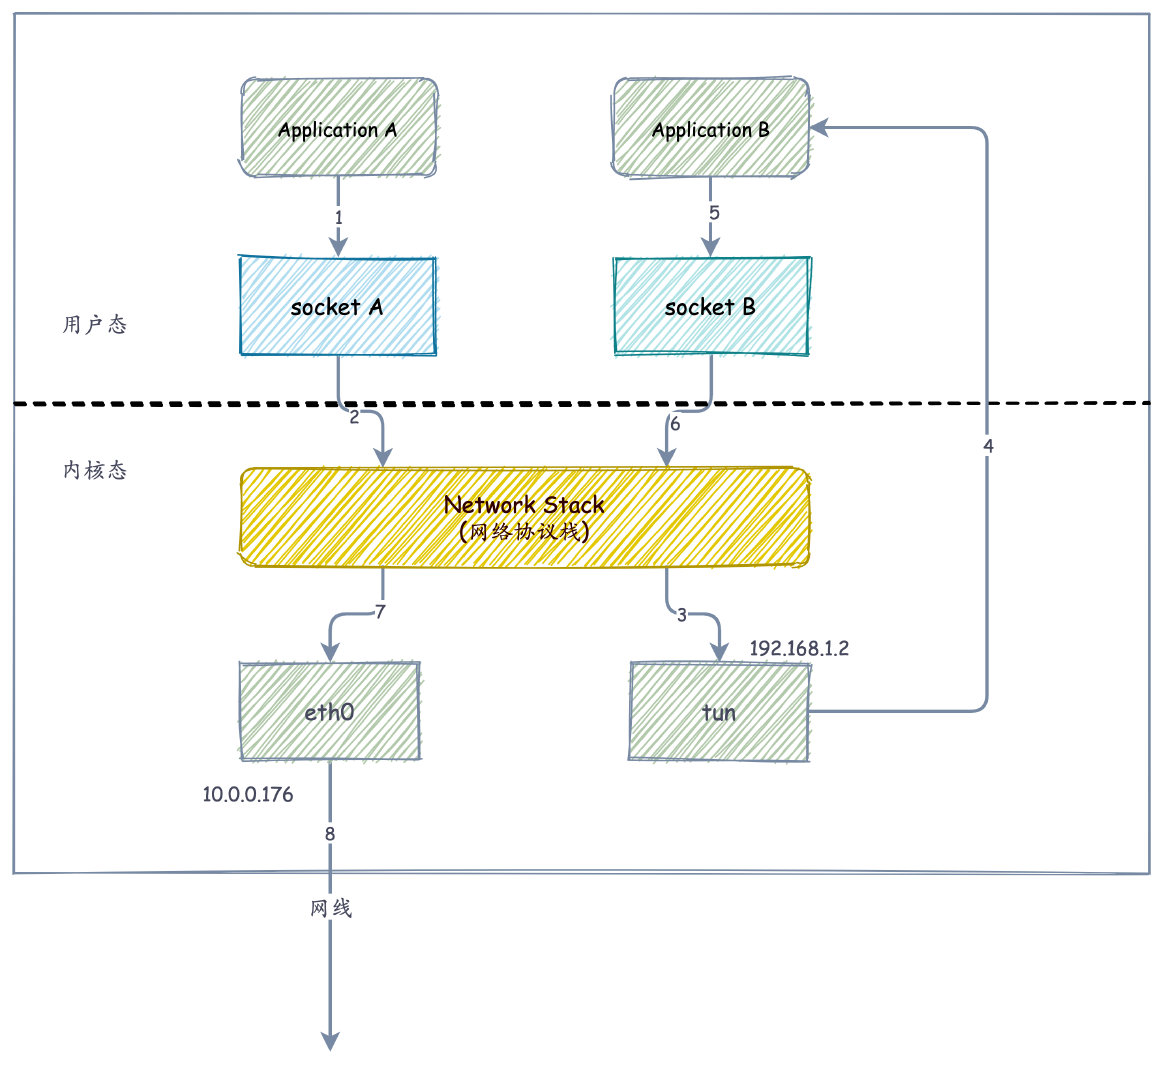 Application A
Application B
1
5
socket A
socket B
用户态
2
6
4
内核态
Network Stack
(网络协议栈)
7
3
192.168.1.2
eth0
tun
10.0.0.176
8
网线